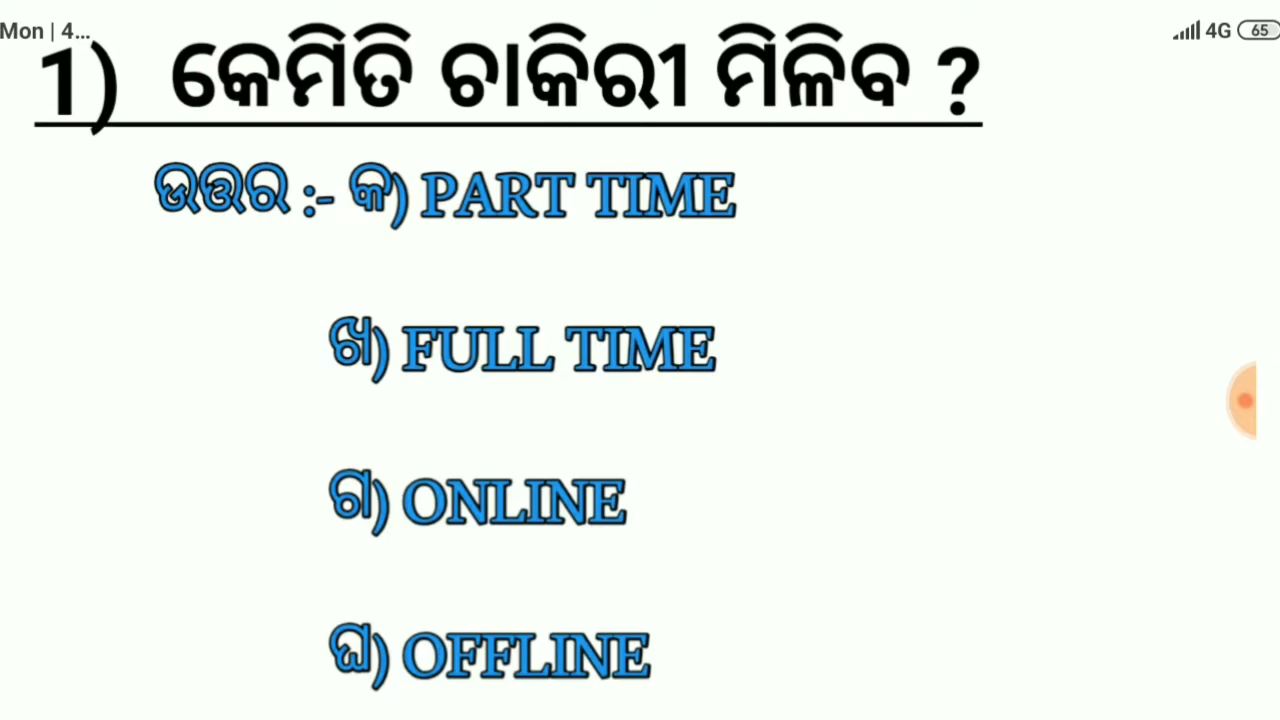 Mon | 4... 4G 65
1) କେମିତି ଚାକିରୀ ମିଳିବ ?
ଉତ୍ତର :- କ) PART TIME
ଖ) FULL TIME
ଗ) ONLINE
ଘ) OFFLINE